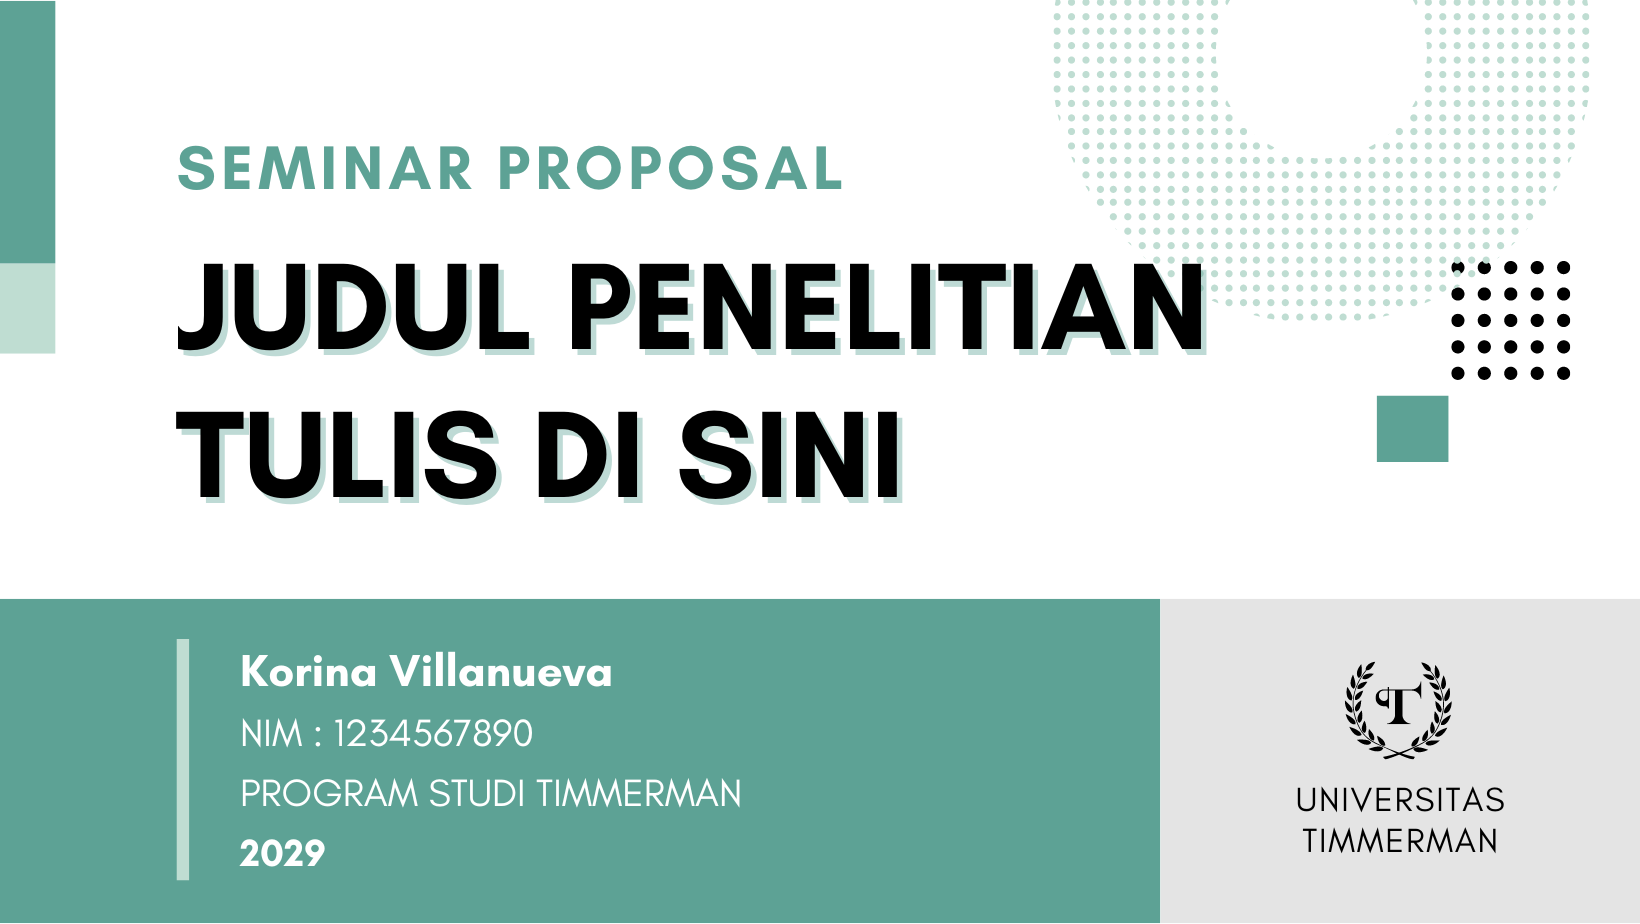 SEMINAR PROPOSAL
JUDUL PENELITIAN
TULIS DI SINI
Korina Villanueva
NIM : 1234567890
PROGRAM STUDI TIMMERMAN
2029
T
UNIVERSITAS
TIMMERMAN